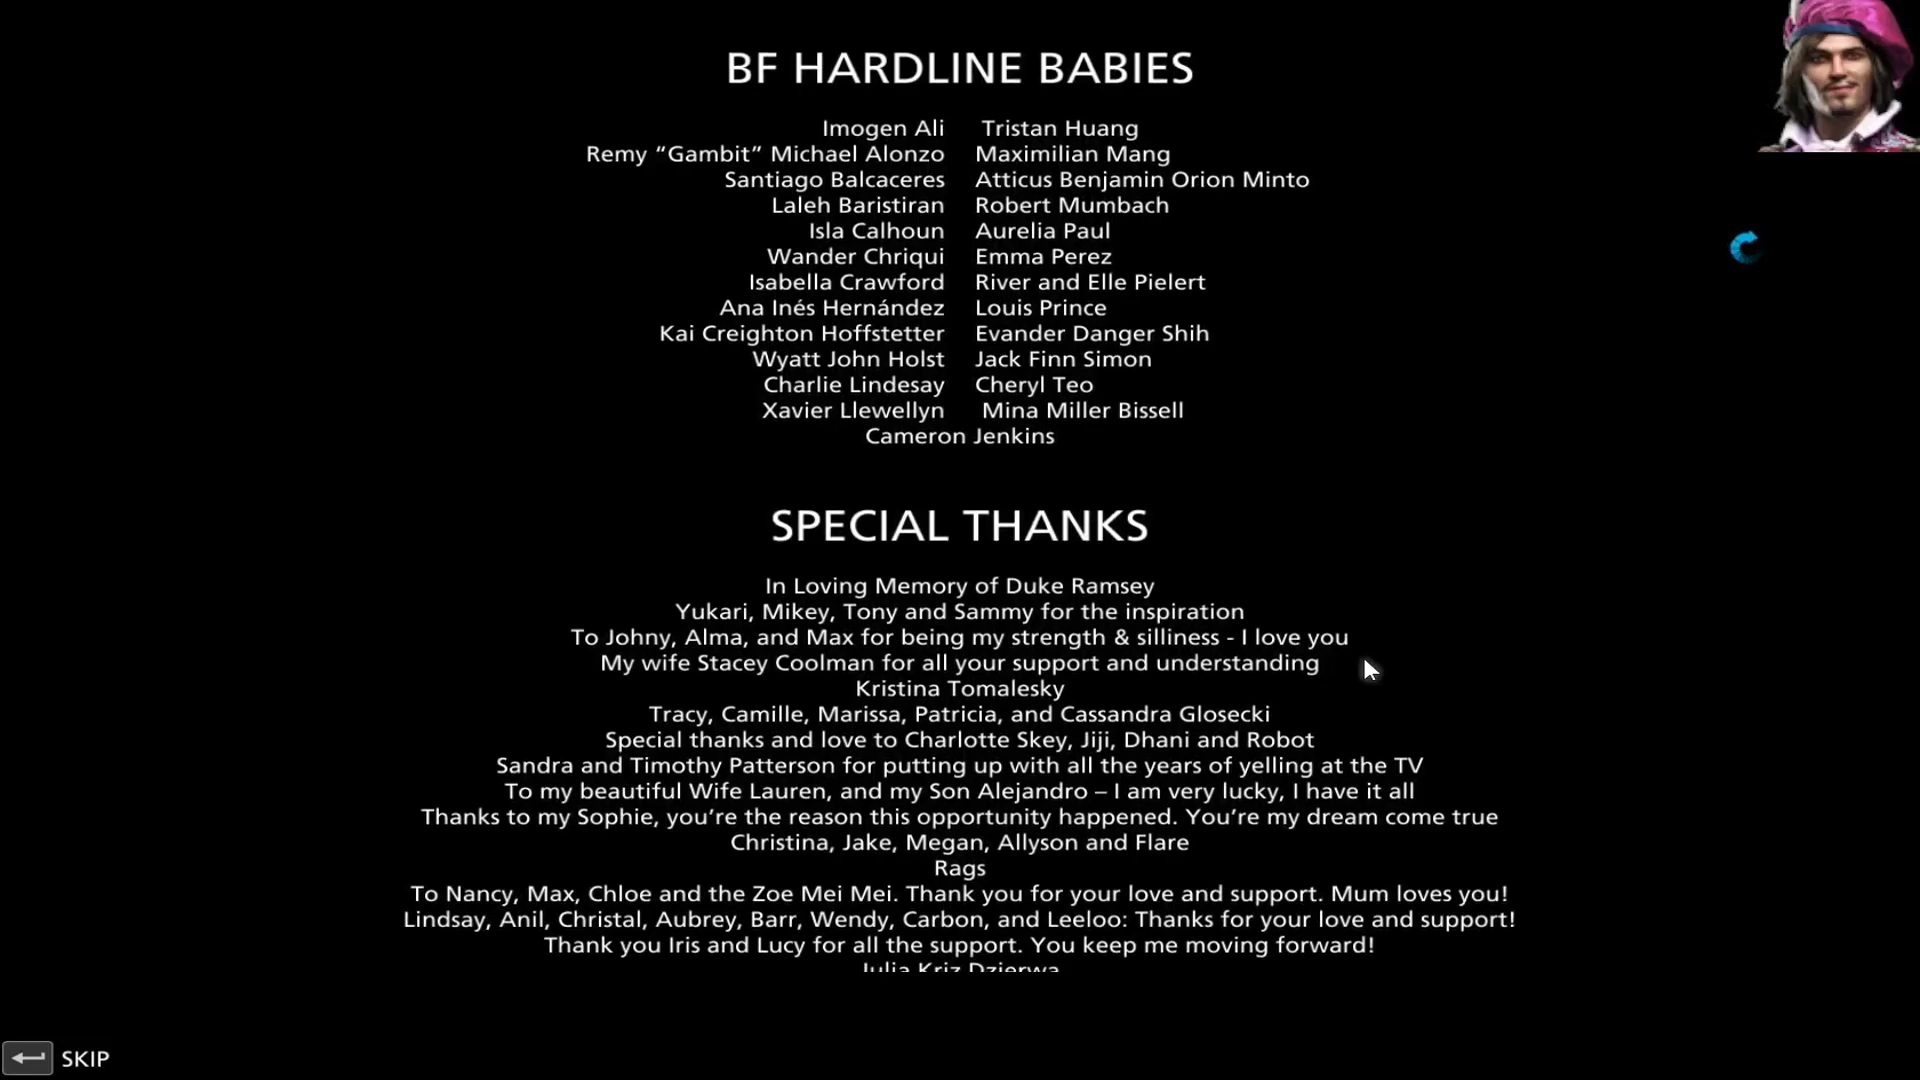 BF HARDLINE BABIES
Imogen Ali Tristan Huang
Remy “Gambit” Michael Alonzo Maximilian Mang
Santiago Balcaceres Atticus Benjamin Orion Minto
Laleh Baristiran Robert Mumbach
Isla Calhoun Aurelia Paul
Wander Chriqui Emma Perez
Isabella Crawford River and Elle Pielert
Ana Inés Hernández Louis Prince
Kai Creighton Hoffstetter Evander Danger Shih
Wyatt John Holst Jack Finn Simon
Charlie Lindesay Cheryl Teo
Xavier Llewellyn Mina Miller Bissell
Cameron Jenkins
SPECIAL THANKS
In Loving Memory of Duke Ramsey
Yukari, Mikey, Tony and Sammy for the inspiration
To Johny, Alma, and Max for being my strength & silliness - I love you
My wife Stacey Coolman for all your support and understanding
Kristina Tomalesky
Tracy, Camille, Marissa, Patricia, and Cassandra Glosecki
Special thanks and love to Charlotte Skey, Jiji, Dhani and Robot
Sandra and Timothy Patterson for putting up with all the years of yelling at the TV
To my beautiful Wife Lauren, and my Son Alejandro – I am very lucky, I have it all
Thanks to my Sophie, you’re the reason this opportunity happened. You’re my dream come true
Christina, Jake, Megan, Allyson and Flare
Rags
To Nancy, Max, Chloe and the Zoe Mei Mei. Thank you for your love and support. Mum loves you!
Lindsay, Anil, Christal, Aubrey, Barr, Wendy, Carbon, and Leeloo: Thanks for your love and support!
Thank you Iris and Lucy for all the support. You keep me moving forward!
Julia Kriz Dzierwa
SKIP